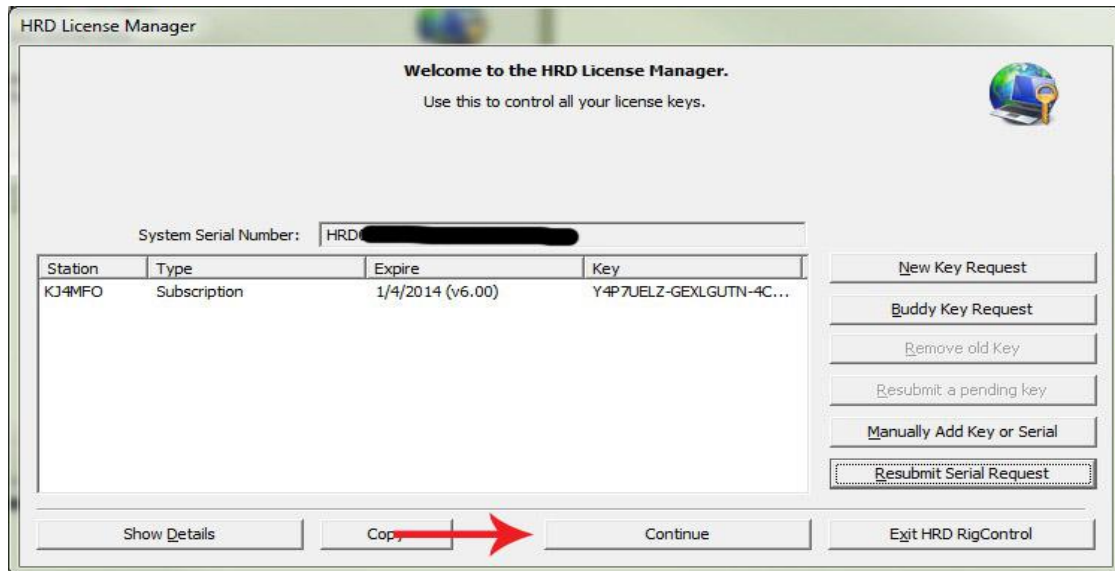 HRD License Manager
Welcome to the HRD License Manager.
Use this to control all your license keys.
System Serial Number: HRD
Station Type Expire Key
KJ4MFO Subscription 1/4/2014 (v6.00) Y4P7UELZ-GEXLGUTN-4C...
New Key Request
Buddy Key Request
Remove old Key
Resubmit a pending key
Manually Add Key or Serial
Resubmit Serial Request
Show Details Copy Continue Exit HRD RigControl